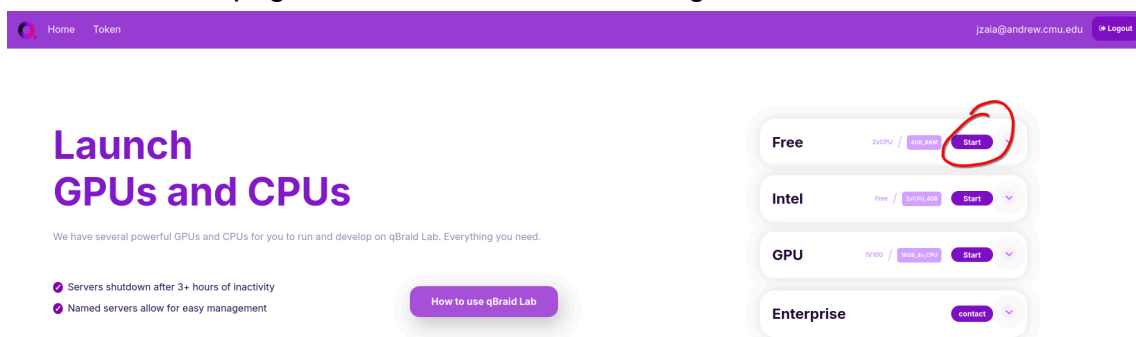 Home Token jzaia@andrew.cmu.edu Logout
Launch
GPUs and CPUs
We have several powerful GPUs and CPUs for you to run and develop on qBraid Lab. Everything you need.
Servers shutdown after 3+ hours of inactivity
Named servers allow for easy management
How to use qBraid Lab
Free 2vCPU / 4GB_RAM Start
Intel Free / 2vCPU_4GB Start
GPU 1V100 / 16GB_4v_CPU Start
Enterprise contact